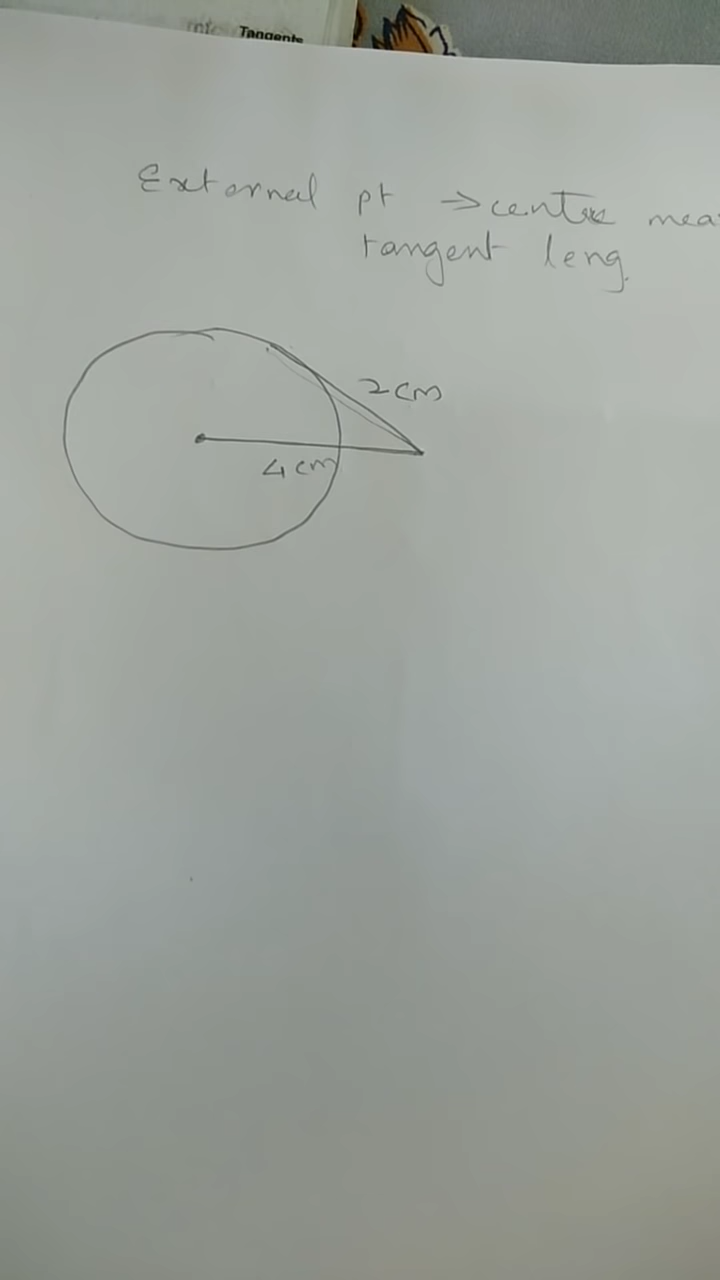 Tangents
External pt → centre
tangent leng.
2cm
4cm